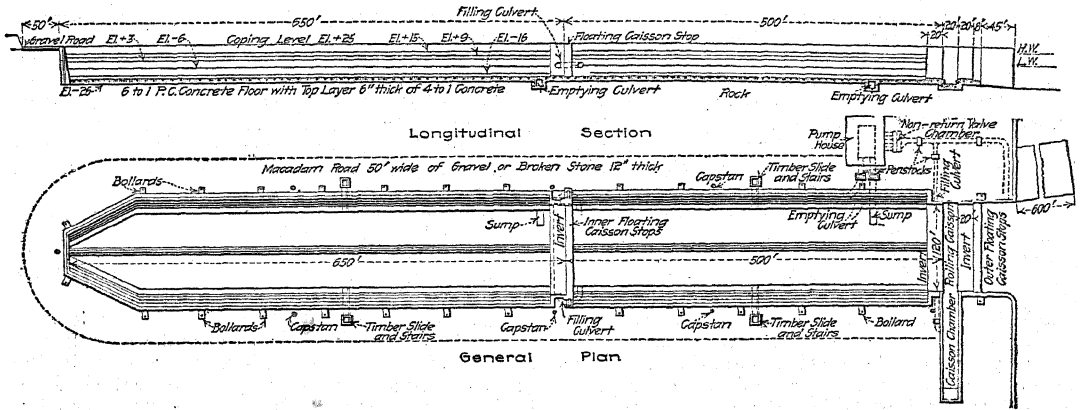 50'
650'
Filling Culvert
500'
20' 20' 8' 45'
Gravel Road
El.+3
El.-6
Coping Level El.+25
El.+15
El.+9
El.-16
Floating Caisson Stop
20'
H.W.
L.W.
El.-26
6 to 1 P.C. Concrete Floor with Top Layer 6" thick of 4 to 1 Concrete
Emptying Culvert
Rock
Emptying Culvert
Longitudinal Section
Pump House
Non-return Valve Chamber
Macadam Road 50' wide of Gravel or Broken Stone 12" thick
Bollards
Capstan
Timber Slide and Stairs
Penstocks
Filling Culvert
600'
Sump
Invert
Inner Floating Caisson Stops
Emptying Culvert
Sump
650'
500'
Invert
120'
Caisson Chamber Rolling Caisson
Invert
20'
Outer Floating Caisson Stops
Bollards
Capstan
Timber Slide and Stairs
Capstan
Filling Culvert
Capstan
Timber Slide and Stairs
Bollard
General Plan